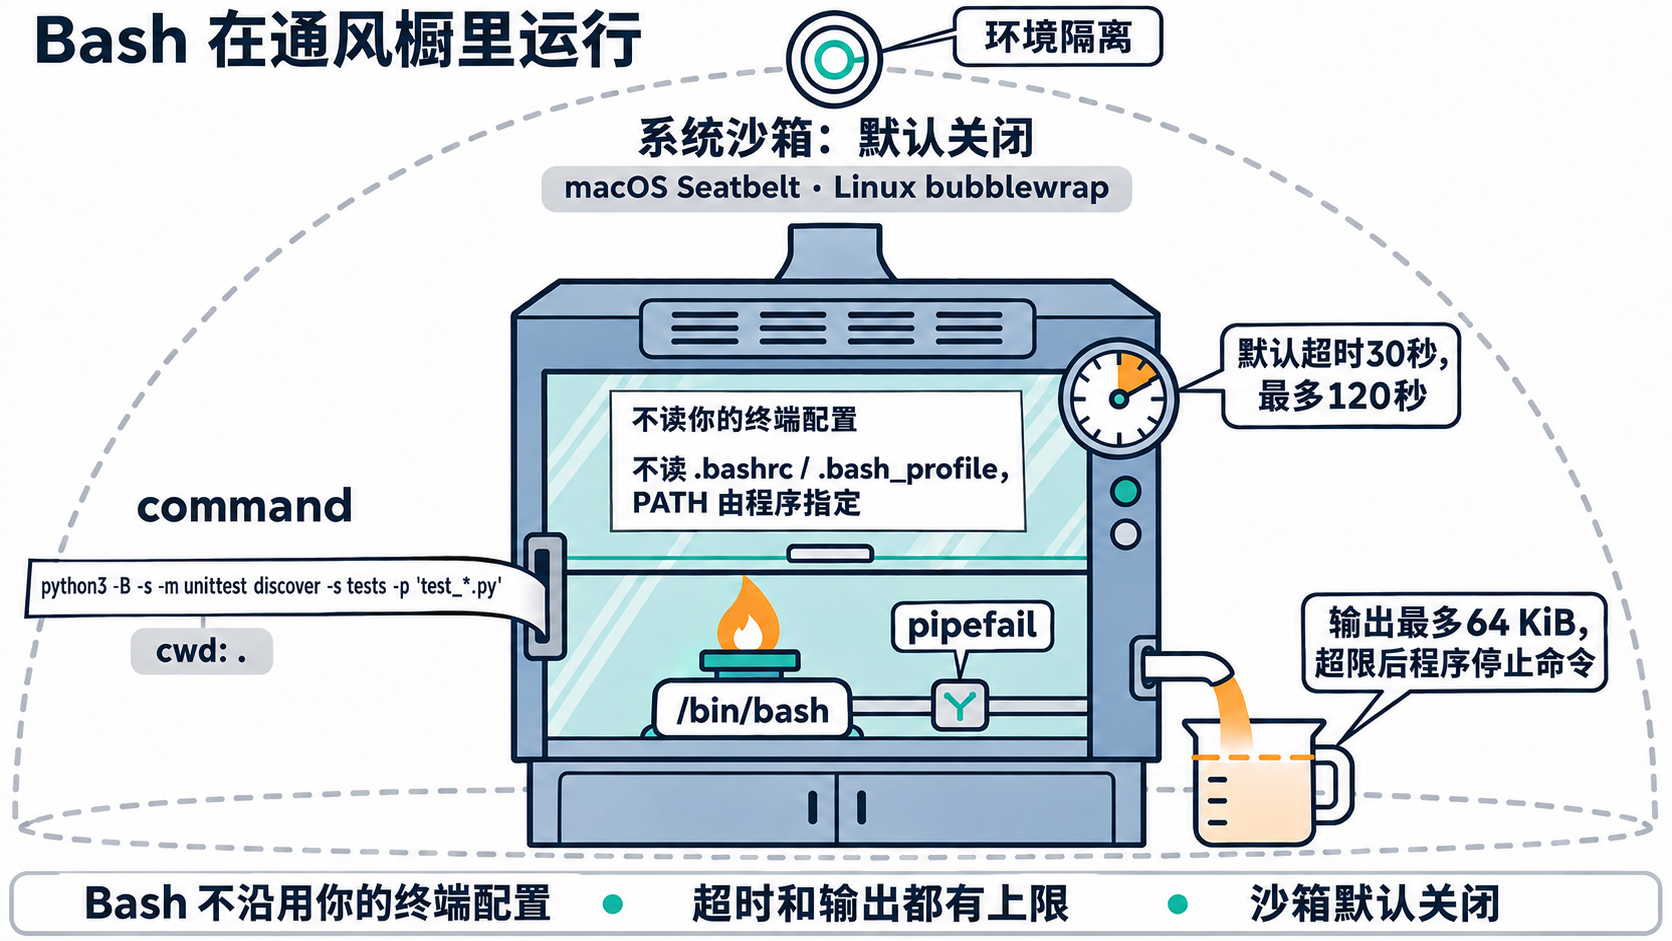 Bash 在通风橱里运行
环境隔离
系统沙箱：默认关闭
macOS Seatbelt · Linux bubblewrap
默认超时30秒，
最多120秒
不读你的终端配置
不读 .bashrc / .bash_profile，
PATH 由程序指定
command
python3 -B -s -m unittest discover -s tests -p 'test_*.py'
cwd: .
pipefail
/bin/bash
输出最多64 KiB，
超限后程序停止命令
Bash 不沿用你的终端配置 ● 超时和输出都有上限 ● 沙箱默认关闭